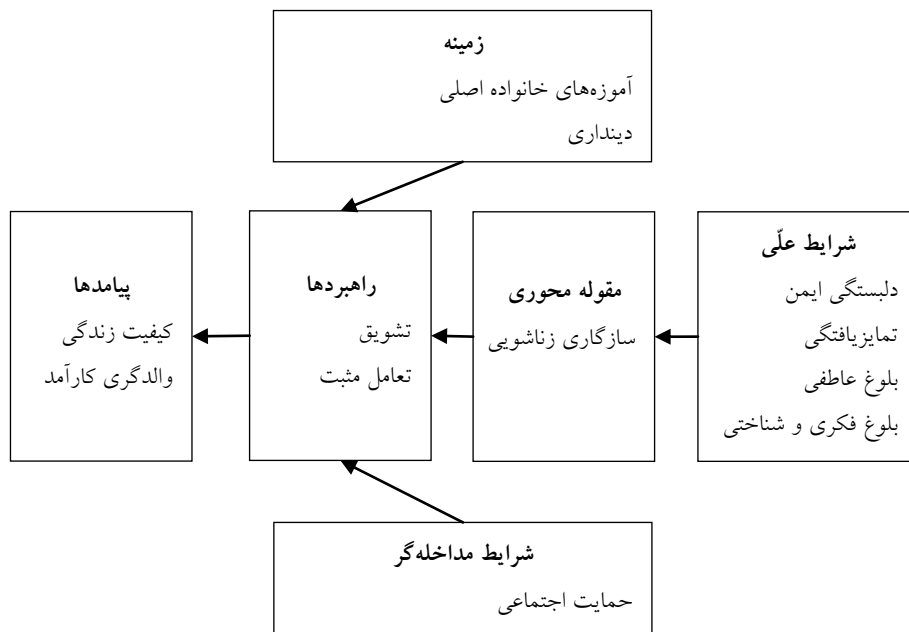 زمینه
آموزه‌های خانواده اصلی
دینداری
شرایط علّی
دلبستگی ایمن
تمایزیافتگی
بلوغ عاطفی
بلوغ فکری و شناختی
مقوله محوری
سازگاری زناشویی
راهبردها
تشویق
تعامل مثبت
پیامدها
کیفیت زندگی
والدگری کارآمد
شرایط مداخله‌گر
حمایت اجتماعی